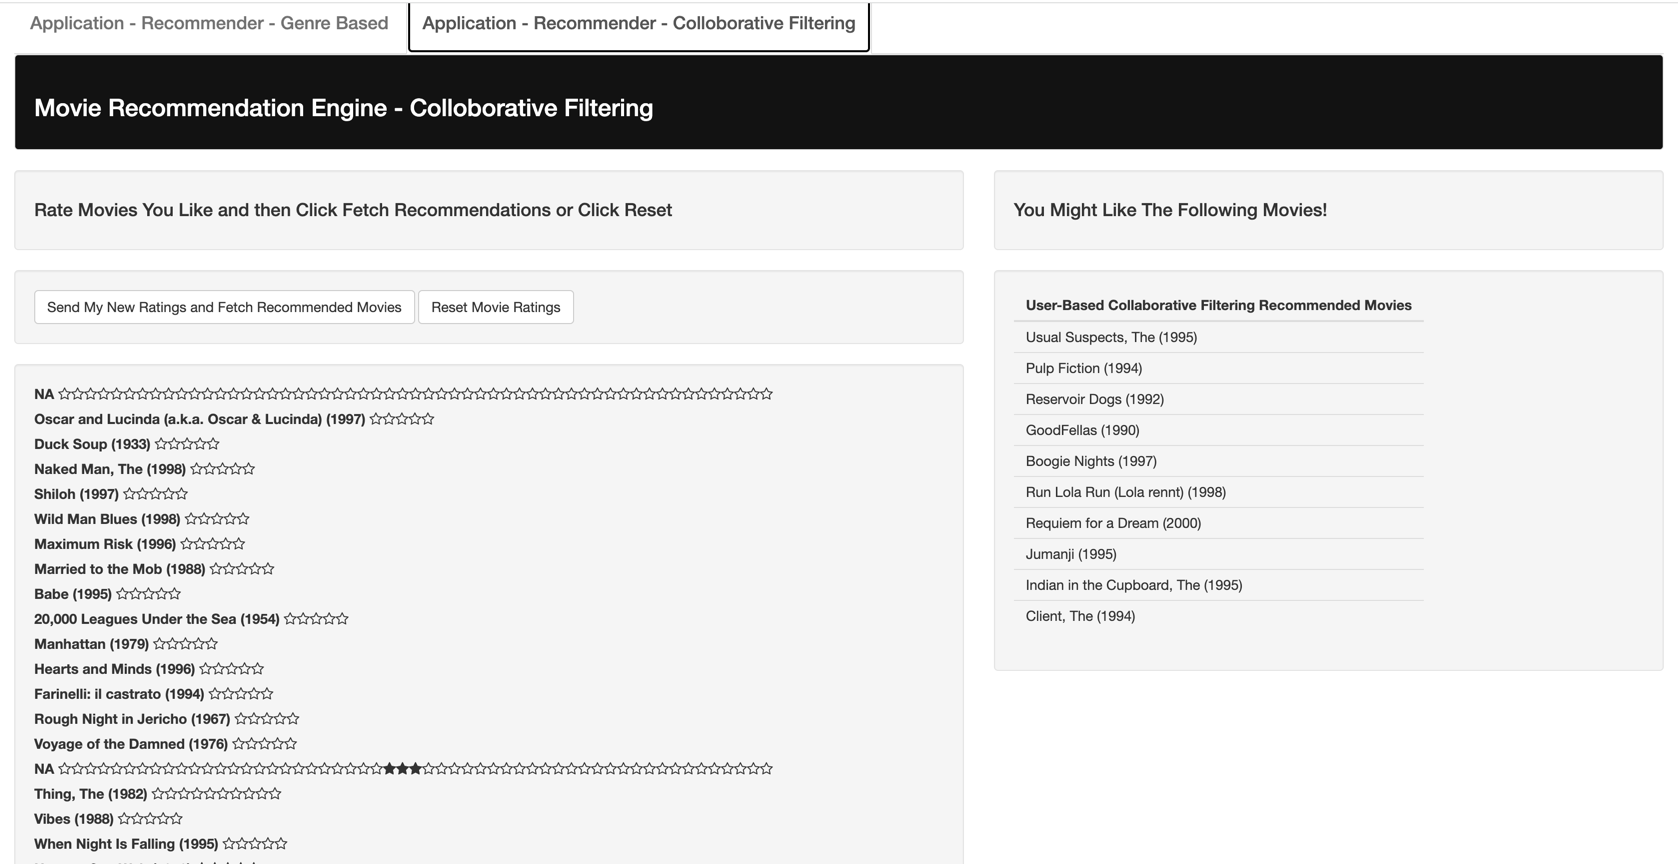 Application - Recommender - Genre Based
Application - Recommender - Colloborative Filtering
Movie Recommendation Engine - Colloborative Filtering
Rate Movies You Like and then Click Fetch Recommendations or Click Reset
Send My New Ratings and Fetch Recommended Movies
Reset Movie Ratings
NA
Oscar and Lucinda (a.k.a. Oscar & Lucinda) (1997)
Duck Soup (1933)
Naked Man, The (1998)
Shiloh (1997)
Wild Man Blues (1998)
Maximum Risk (1996)
Married to the Mob (1988)
Babe (1995)
20,000 Leagues Under the Sea (1954)
Manhattan (1979)
Hearts and Minds (1996)
Farinelli: il castrato (1994)
Rough Night in Jericho (1967)
Voyage of the Damned (1976)
NA
Thing, The (1982)
Vibes (1988)
When Night Is Falling (1995)
You Might Like The Following Movies!
User-Based Collaborative Filtering Recommended Movies
Usual Suspects, The (1995)
Pulp Fiction (1994)
Reservoir Dogs (1992)
GoodFellas (1990)
Boogie Nights (1997)
Run Lola Run (Lola rennt) (1998)
Requiem for a Dream (2000)
Jumanji (1995)
Indian in the Cupboard, The (1995)
Client, The (1994)